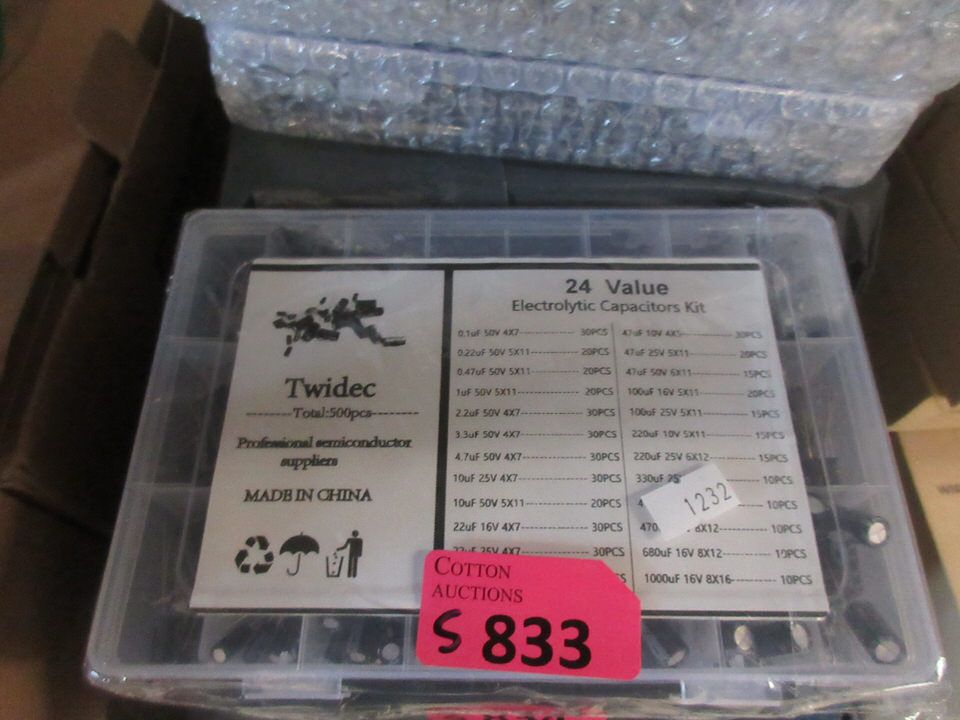 Twidec
Total:500pcs
Professional semiconductor
suppliers
MADE IN CHINA
24 Value
Electrolytic Capacitors Kit
0.1uF 50V 4X7 30PCS
0.22uF 50V 5X11 20PCS
0.47uF 50V 5X11 20PCS
1uF 50V 5X11 20PCS
2.2uF 50V 4X7 30PCS
3.3uF 50V 4X7 30PCS
4.7uF 50V 4X7 30PCS
10uF 25V 4X7 30PCS
10uF 50V 5X11 20PCS
22uF 16V 4X7 30PCS
22uF 25V 4X7 30PCS
47uF 10V 4X5 30PCS
47uF 25V 5X11 20PCS
47uF 50V 6X11 15PCS
100uF 16V 5X11 20PCS
100uF 25V 5X11 15PCS
220uF 10V 5X11 15PCS
220uF 25V 6X12 15PCS
330uF 25 10PCS
10PCS
470 8X12 10PCS
680uF 16V 8X12 10PCS
1000uF 16V 8X16 10PCS
1232
COTTON
AUCTIONS
S 833